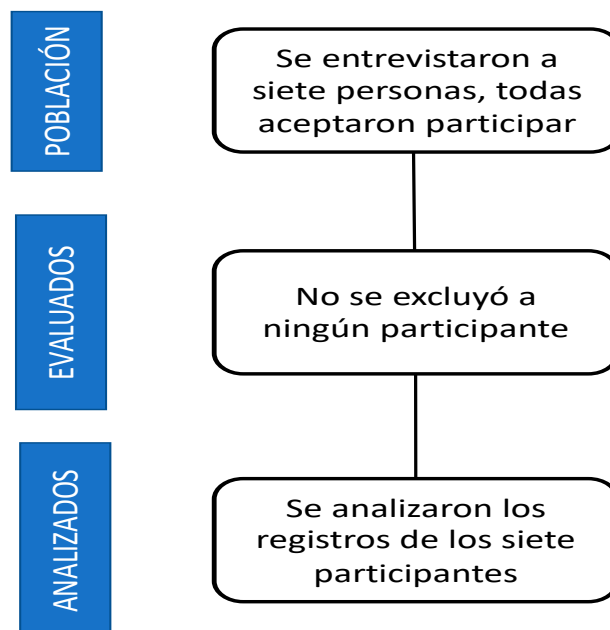 POBLACIÓN
Se entrevistaron a
siete personas, todas
aceptaron participar
EVALUADOS
No se excluyó a
ningún participante
ANALIZADOS
Se analizaron los
registros de los siete
participantes